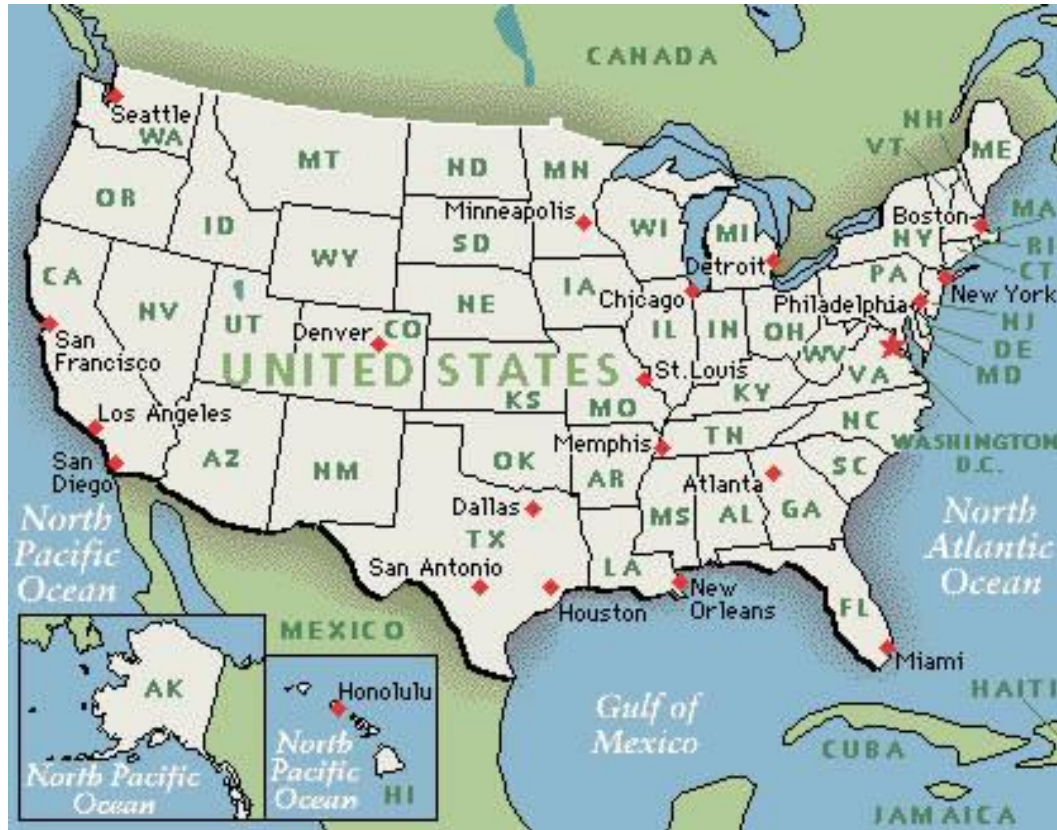 CANADA
NH
VT
ME
Seattle
WA
MT
ND
MN
OR
ID
Minneapolis
WI
MI
Boston
MA
SD
NY
RI
WY
CT
CA
IA
Detroit
PA
NV
NE
Chicago
New York
UT
IL
IN
OH
Philadelphia
NJ
San
Francisco
Denver
CO
WV
DE
UNITED STATES
St. Louis
VA
MD
KS
KY
Los Angeles
MO
NC
TN
Memphis
WASHINGTON
D.C.
AZ
NM
OK
San
Diego
AR
Atlanta
SC
Dallas
MS
AL
GA
North
Pacific
Ocean
North
Atlantic
Ocean
TX
San Antonio
LA
Houston
New
Orleans
FL
MEXICO
Miami
AK
Honolulu
HAITI
Gulf of
Mexico
North
Pacific
Ocean
CUBA
North Pacific
Ocean
HI
JAMAICA